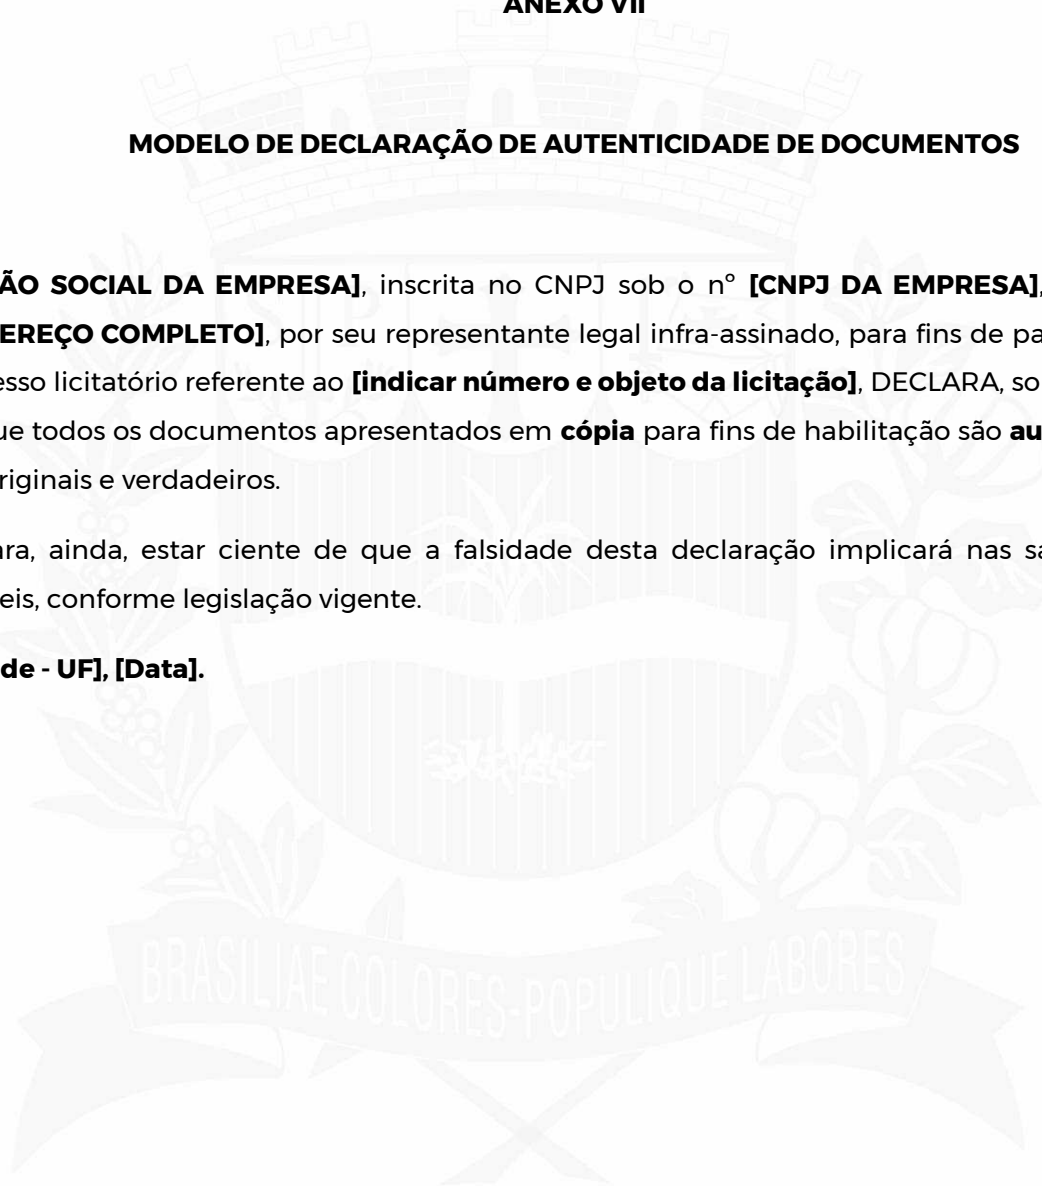 ANEXO VII
MODELO DE DECLARAÇÃO DE AUTENTICIDADE DE DOCUMENTOS
ÃO SOCIAL DA EMPRESA], inscrita no CNPJ sob o nº [CNPJ DA EMPRESA],
EREÇO COMPLETO], por seu representante legal infra-assinado, para fins de pa
esso licitatório referente ao [indicar número e objeto da licitação], DECLARA, so
ue todos os documentos apresentados em cópia para fins de habilitação são au
riginais e verdadeiros.
ara, ainda, estar ciente de que a falsidade desta declaração implicará nas sa
eis, conforme legislação vigente.
de - UF], [Data].
BRASILIAE COLORES-POPULIQUE LABORES